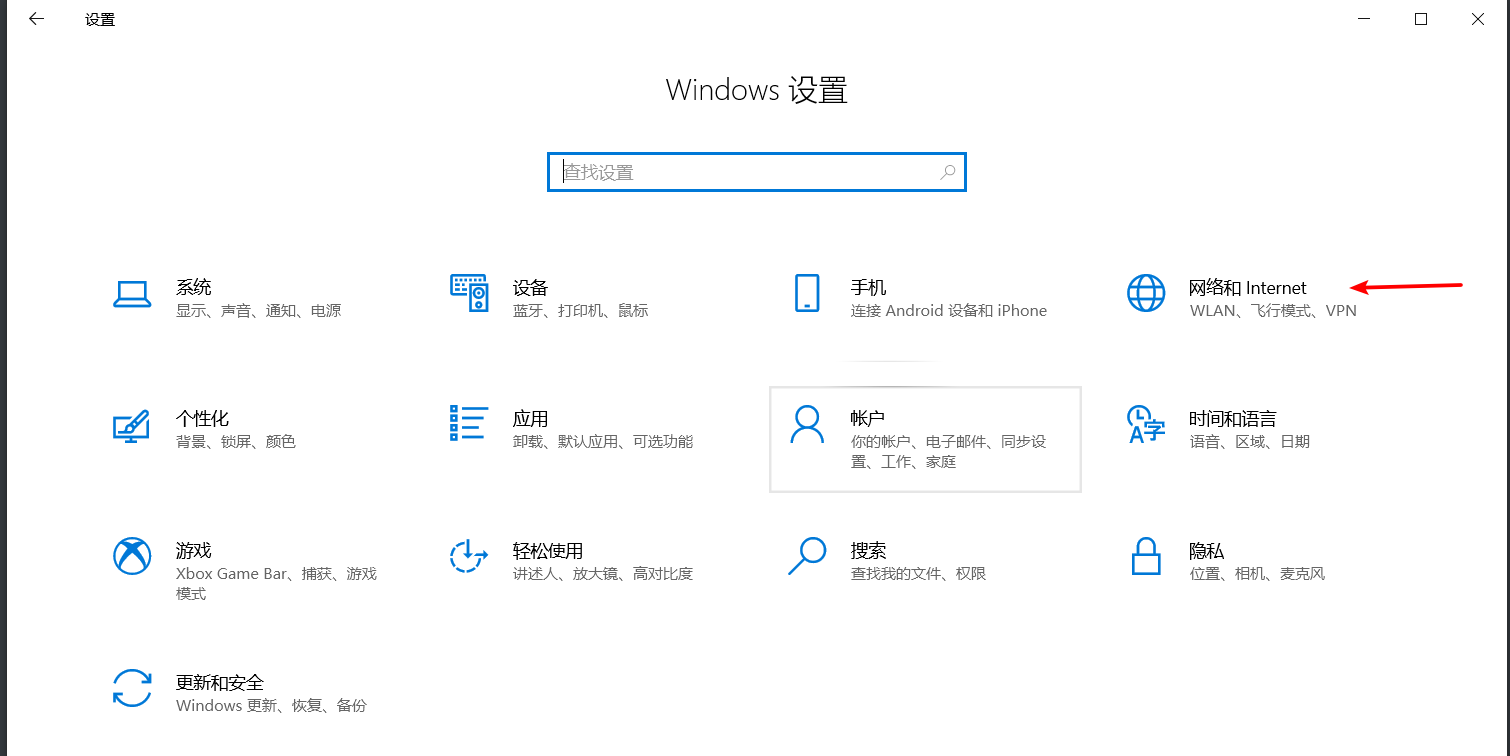 设置
Windows 设置
查找设置
系统
显示、声音、通知、电源
设备
蓝牙、打印机、鼠标
手机
连接 Android 设备和 iPhone
网络和 Internet
WLAN、飞行模式、VPN
个性化
背景、锁屏、颜色
应用
卸载、默认应用、可选功能
帐户
你的帐户、电子邮件、同步设
置、工作、家庭
时间和语言
语音、区域、日期
游戏
Xbox Game Bar、捕获、游戏
模式
轻松使用
讲述人、放大镜、高对比度
搜索
查找我的文件、权限
隐私
位置、相机、麦克风
更新和安全
Windows 更新、恢复、备份